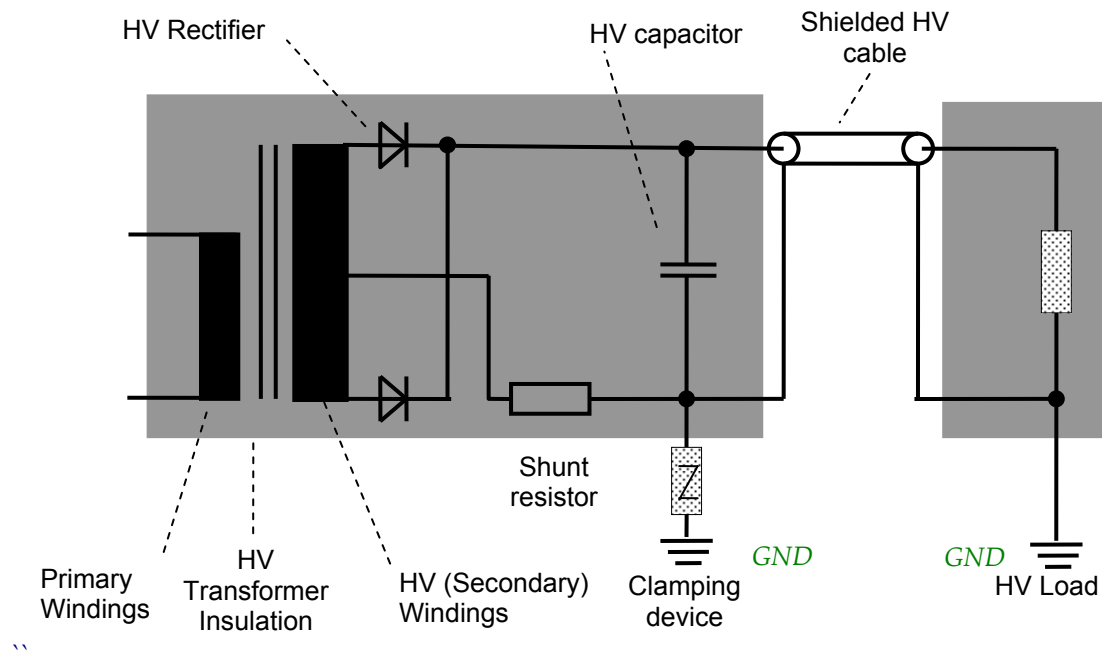 HV Rectifier
HV capacitor
Shielded HV
cable
Shunt
resistor
GND
GND
Primary
Windings
HV
Transformer
Insulation
HV (Secondary)
Windings
Clamping
device
HV Load
``